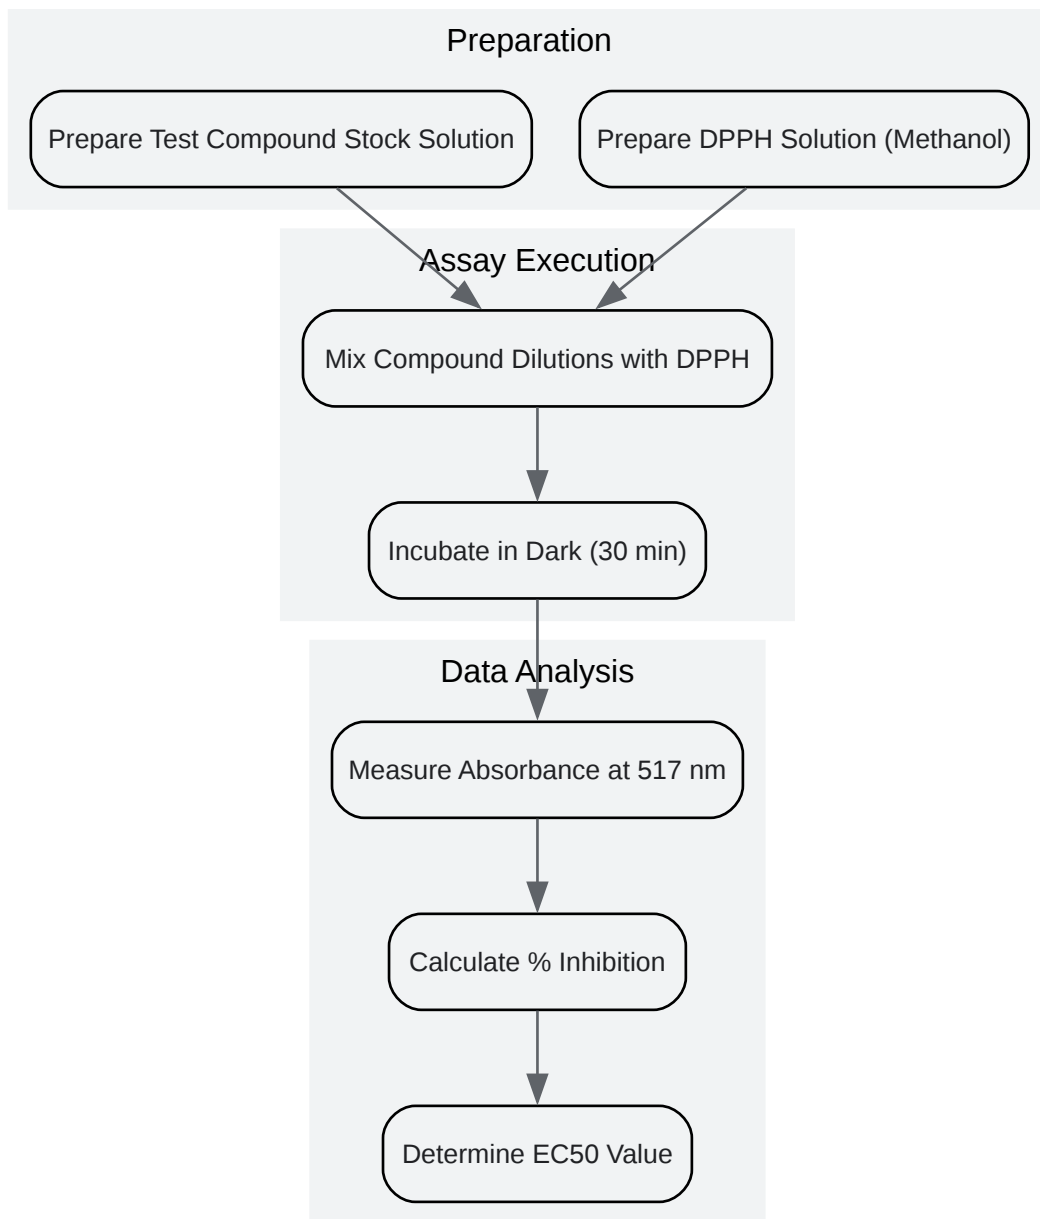 Preparation
Prepare Test Compound Stock Solution
Prepare DPPH Solution (Methanol)
Assay Execution
Mix Compound Dilutions with DPPH
Incubate in Dark (30 min)
Data Analysis
Measure Absorbance at 517 nm
Calculate % Inhibition
Determine EC50 Value